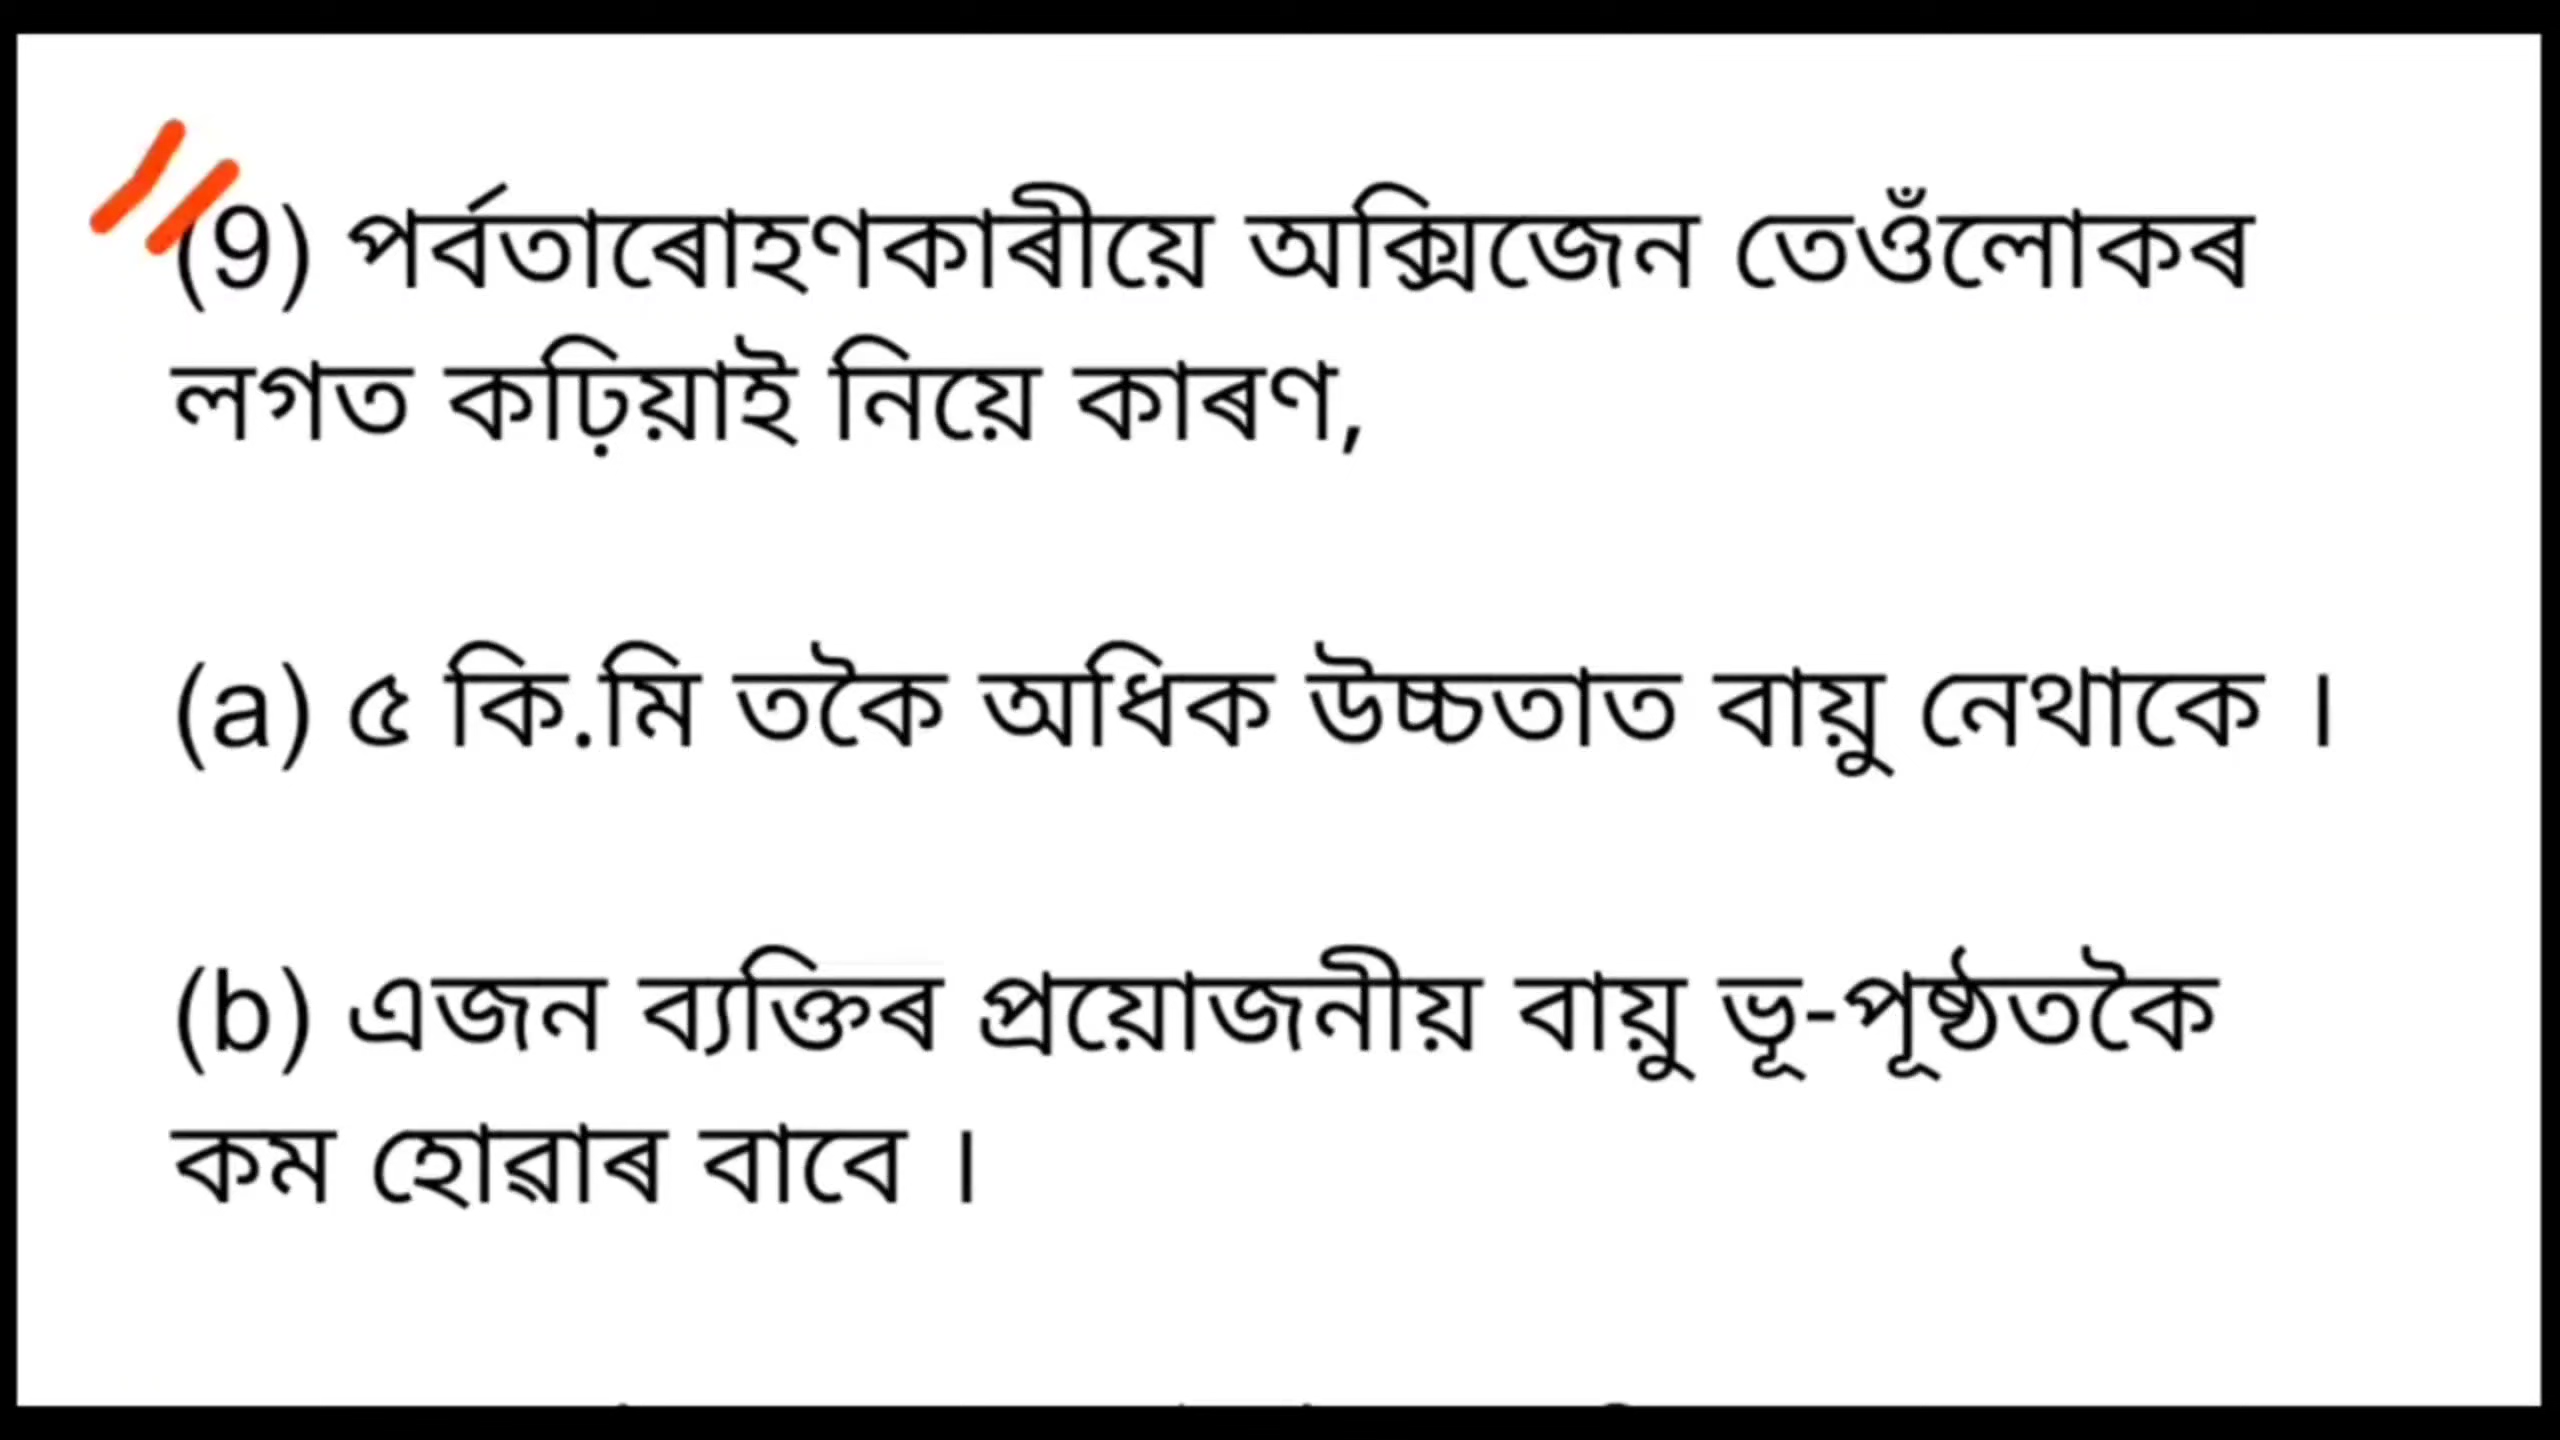 (9) পৰ্বতাৰোহণকাৰীয়ে অক্সিজেন তেওঁলোকৰ
লগত কঢ়িয়াই নিয়ে কাৰণ,
(a) ৫ কি.মি তকৈ অধিক উচ্চতাত বায়ু নেথাকে ।
(b) এজন ব্যক্তিৰ প্ৰয়োজনীয় বায়ু ভূ-পূষ্ঠতকৈ
কম হোৱাৰ বাবে ।